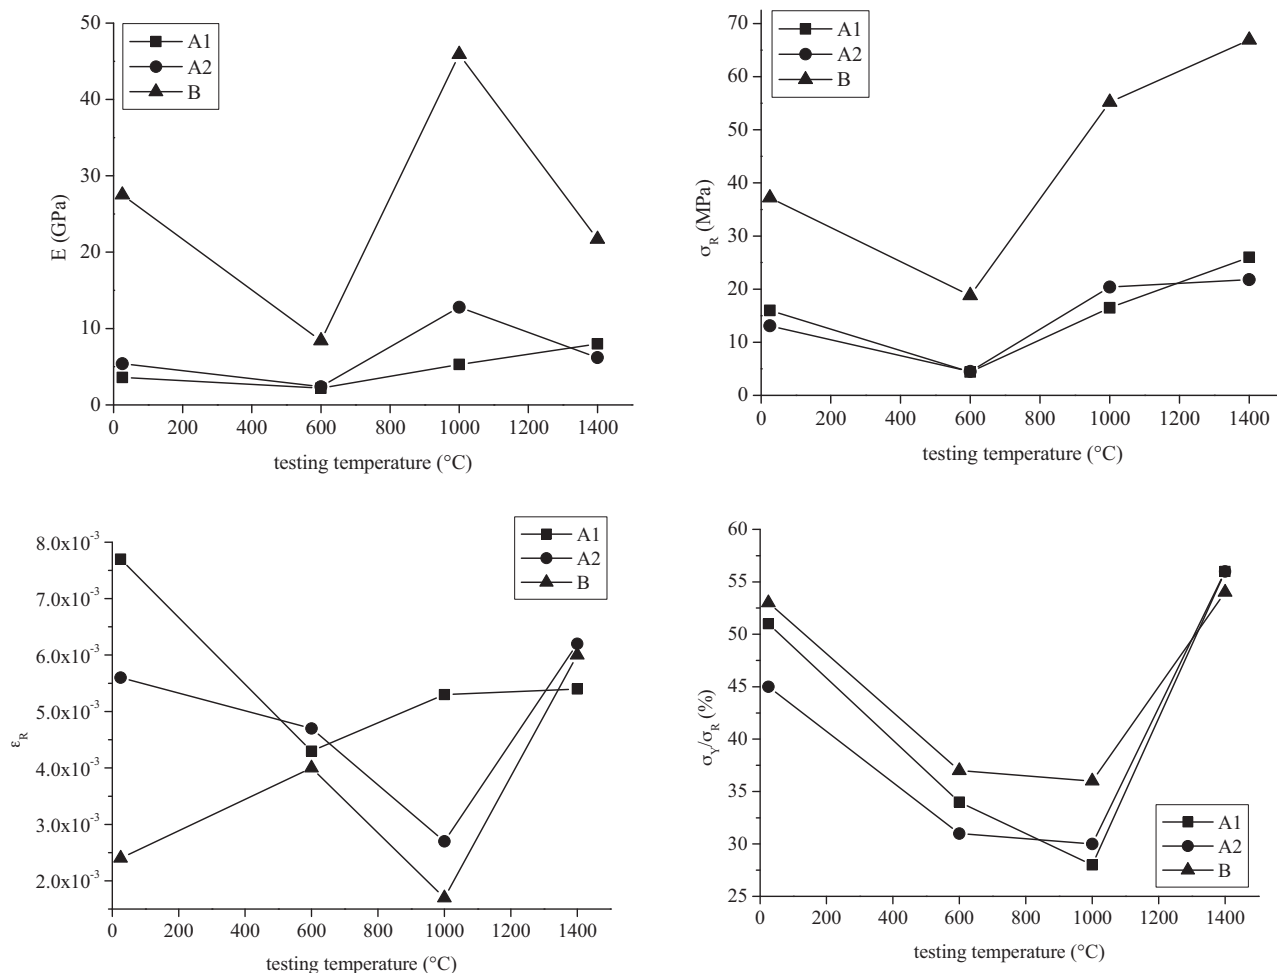 50
40
30
20
10
0
E (GPa)
A1
A2
B
0 200 400 600 800 1000 1200 1400
testing temperature (°C)
70
60
50
40
30
20
10
0
σR (MPa)
A1
A2
B
0 200 400 600 800 1000 1200 1400
testing temperature (°C)
8.0x10-3
7.0x10-3
6.0x10-3
5.0x10-3
4.0x10-3
3.0x10-3
2.0x10-3
εR
A1
A2
B
0 200 400 600 800 1000 1200 1400
testing temperature (°C)
60
55
50
45
40
35
30
25
σY/σR (%)
A1
A2
B
0 200 400 600 800 1000 1200 1400
testing temperature (°C)